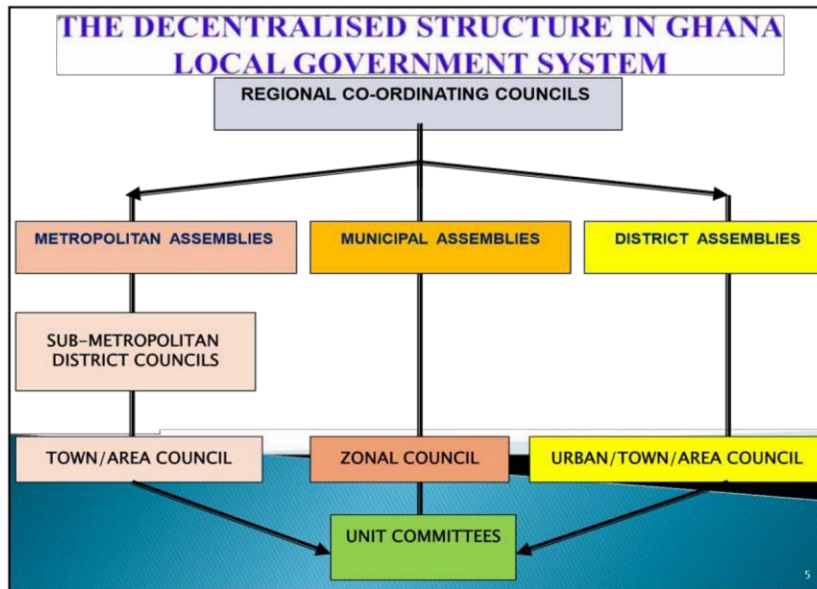 THE DECENTRALISED STRUCTURE IN GHANA
LOCAL GOVERNMENT SYSTEM
REGIONAL CO-ORDINATING COUNCILS
METROPOLITAN ASSEMBLIES
MUNICIPAL ASSEMBLIES
DISTRICT ASSEMBLIES
SUB-METROPOLITAN
DISTRICT COUNCILS
TOWN/AREA COUNCIL
ZONAL COUNCIL
URBAN/TOWN/AREA COUNCIL
UNIT COMMITTEES
5